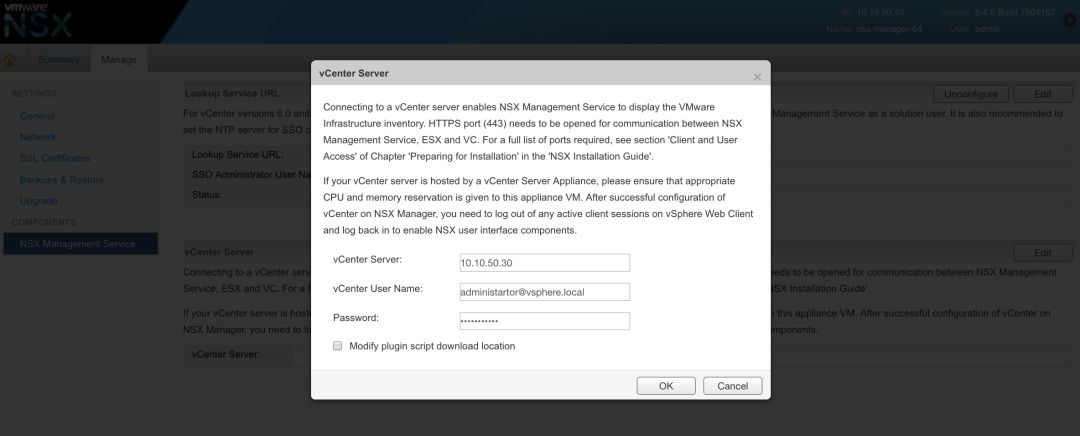 vmware
NSX
IP: 10.10.50.10 Version: 6.4.0 Build 7564187
Name: nsx-manager-64 User: admin
Summary Manage
SETTINGS
General
Network
SSL Certificates
Backups & Restore
Upgrade
COMPONENTS
NSX Management Service
Lookup Service URL
Unconfigure Edit
For vCenter versions 6.0 and
Management Service as a solution user. It is also recommended to
set the NTP server for SSO
Lookup Service URL:
SSO Administrator User Na
Status:
vCenter Server
Edit
Connecting to a vCenter serv
eeds to be opened for communication between NSX Management
Service, ESX and VC. For a
NSX Installation Guide'.
If your vCenter server is hoste
this appliance VM. After successful configuration of vCenter on
NSX Manager, you need to lo
mponents.
vCenter Server:
vCenter Server
×
Connecting to a vCenter server enables NSX Management Service to display the VMware
Infrastructure inventory. HTTPS port (443) needs to be opened for communication between NSX
Management Service, ESX and VC. For a full list of ports required, see section 'Client and User
Access' of Chapter 'Preparing for Installation' in the 'NSX Installation Guide'.
If your vCenter server is hosted by a vCenter Server Appliance, please ensure that appropriate
CPU and memory reservation is given to this appliance VM. After successful configuration of
vCenter on NSX Manager, you need to log out of any active client sessions on vSphere Web Client
and log back in to enable NSX user interface components.
vCenter Server: 10.10.50.30
vCenter User Name: administartor@vsphere.local
Password: •••••••••••
Modify plugin script download location
OK Cancel